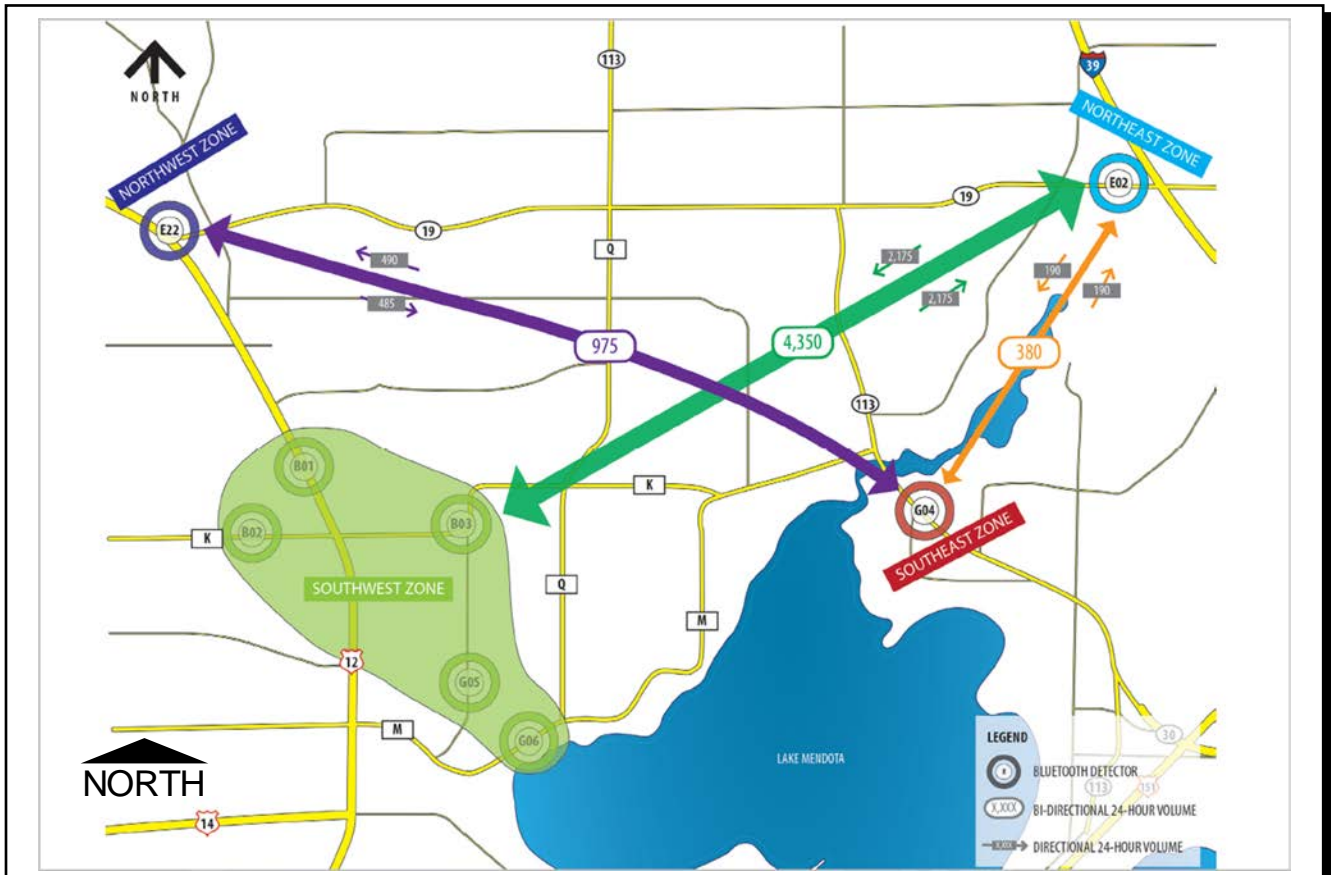 113
39
NORTH
NORTHWEST ZONE
NORTHEAST ZONE
E02
19
E22
19
Q
490
2,175
190
485
2,175
190
975
4,350
380
113
B01
K
G04
B03
B02
K
SOUTHEAST ZONE
SOUTHWEST ZONE
Q
M
12
G05
M
G06
LEGEND
30
LAKE MENDOTA
# BLUETOOTH DETECTOR
NORTH
113
151
X,XXX BI-DIRECTIONAL 24-HOUR VOLUME
14
X,XXX DIRECTIONAL 24-HOUR VOLUME